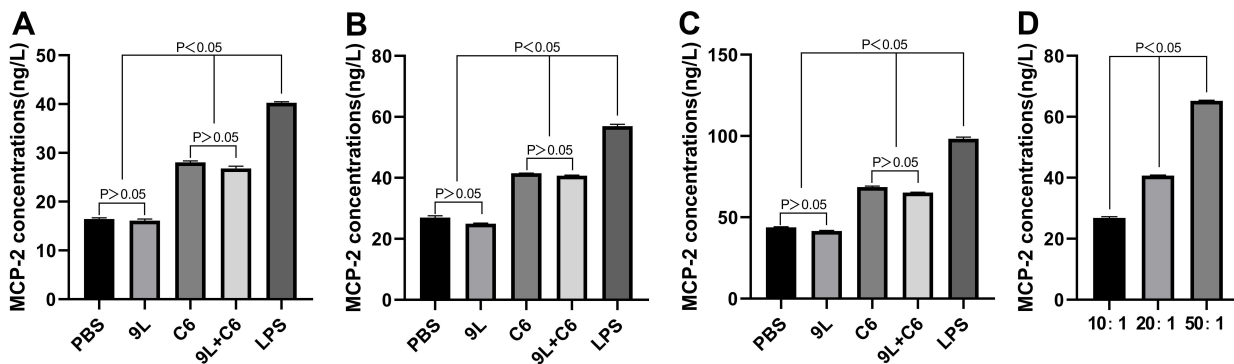 A
MCP-2 concentrations(ng/L)
50
40
30
20
10
0
P＜0.05
P＞0.05
P＞0.05
PBS
9L
C6
9L+C6
LPS
B
MCP-2 concentrations(ng/L)
80
60
40
20
0
P＜0.05
P＞0.05
P＞0.05
PBS
9L
C6
9L+C6
LPS
C
MCP-2 concentrations(ng/L)
150
100
50
0
P＜0.05
P＞0.05
P＞0.05
PBS
9L
C6
9L+C6
LPS
D
MCP-2 concentrations(ng/L)
80
60
40
20
0
P<0.05
10: 1
20: 1
50: 1